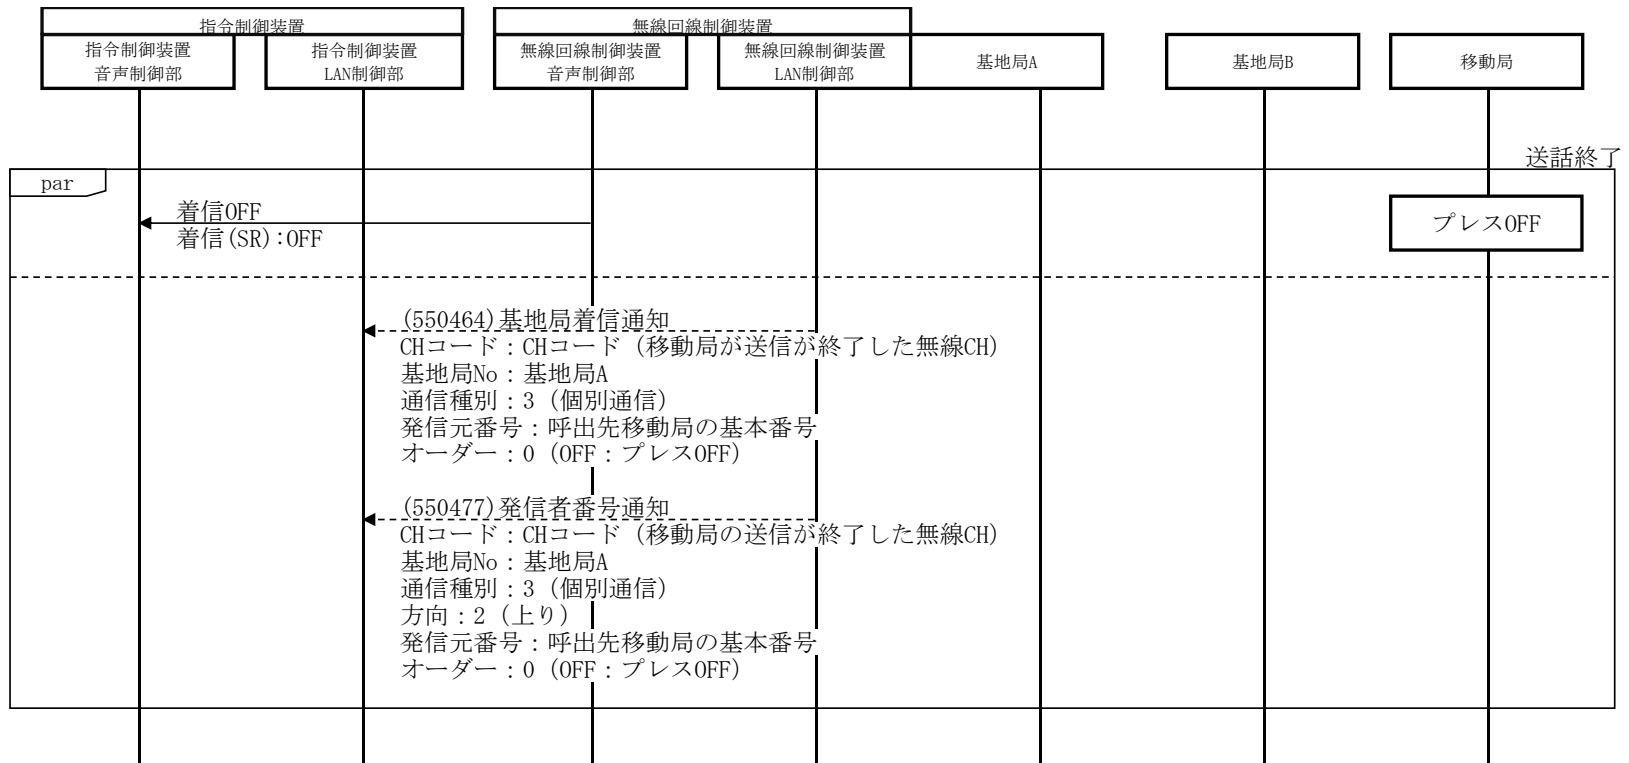 指令制御装置
無線回線制御装置
指令制御装置
音声制御部
指令制御装置
LAN制御部
無線回線制御装置
音声制御部
無線回線制御装置
LAN制御部
基地局A
基地局B
移動局
送話終了
par
着信OFF
着信(SR):OFF
プレスOFF
(550464)基地局着信通知
CHコード：CHコード（移動局が送信が終了した無線CH）
基地局No：基地局A
通信種別：3（個別通信）
発信元番号：呼出先移動局の基本番号
オーダー：0（OFF：プレスOFF）
(550477)発信者番号通知
CHコード：CHコード（移動局の送信が終了した無線CH）
基地局No：基地局A
通信種別：3（個別通信）
方向：2（上り）
発信元番号：呼出先移動局の基本番号
オーダー：0（OFF：プレスOFF）